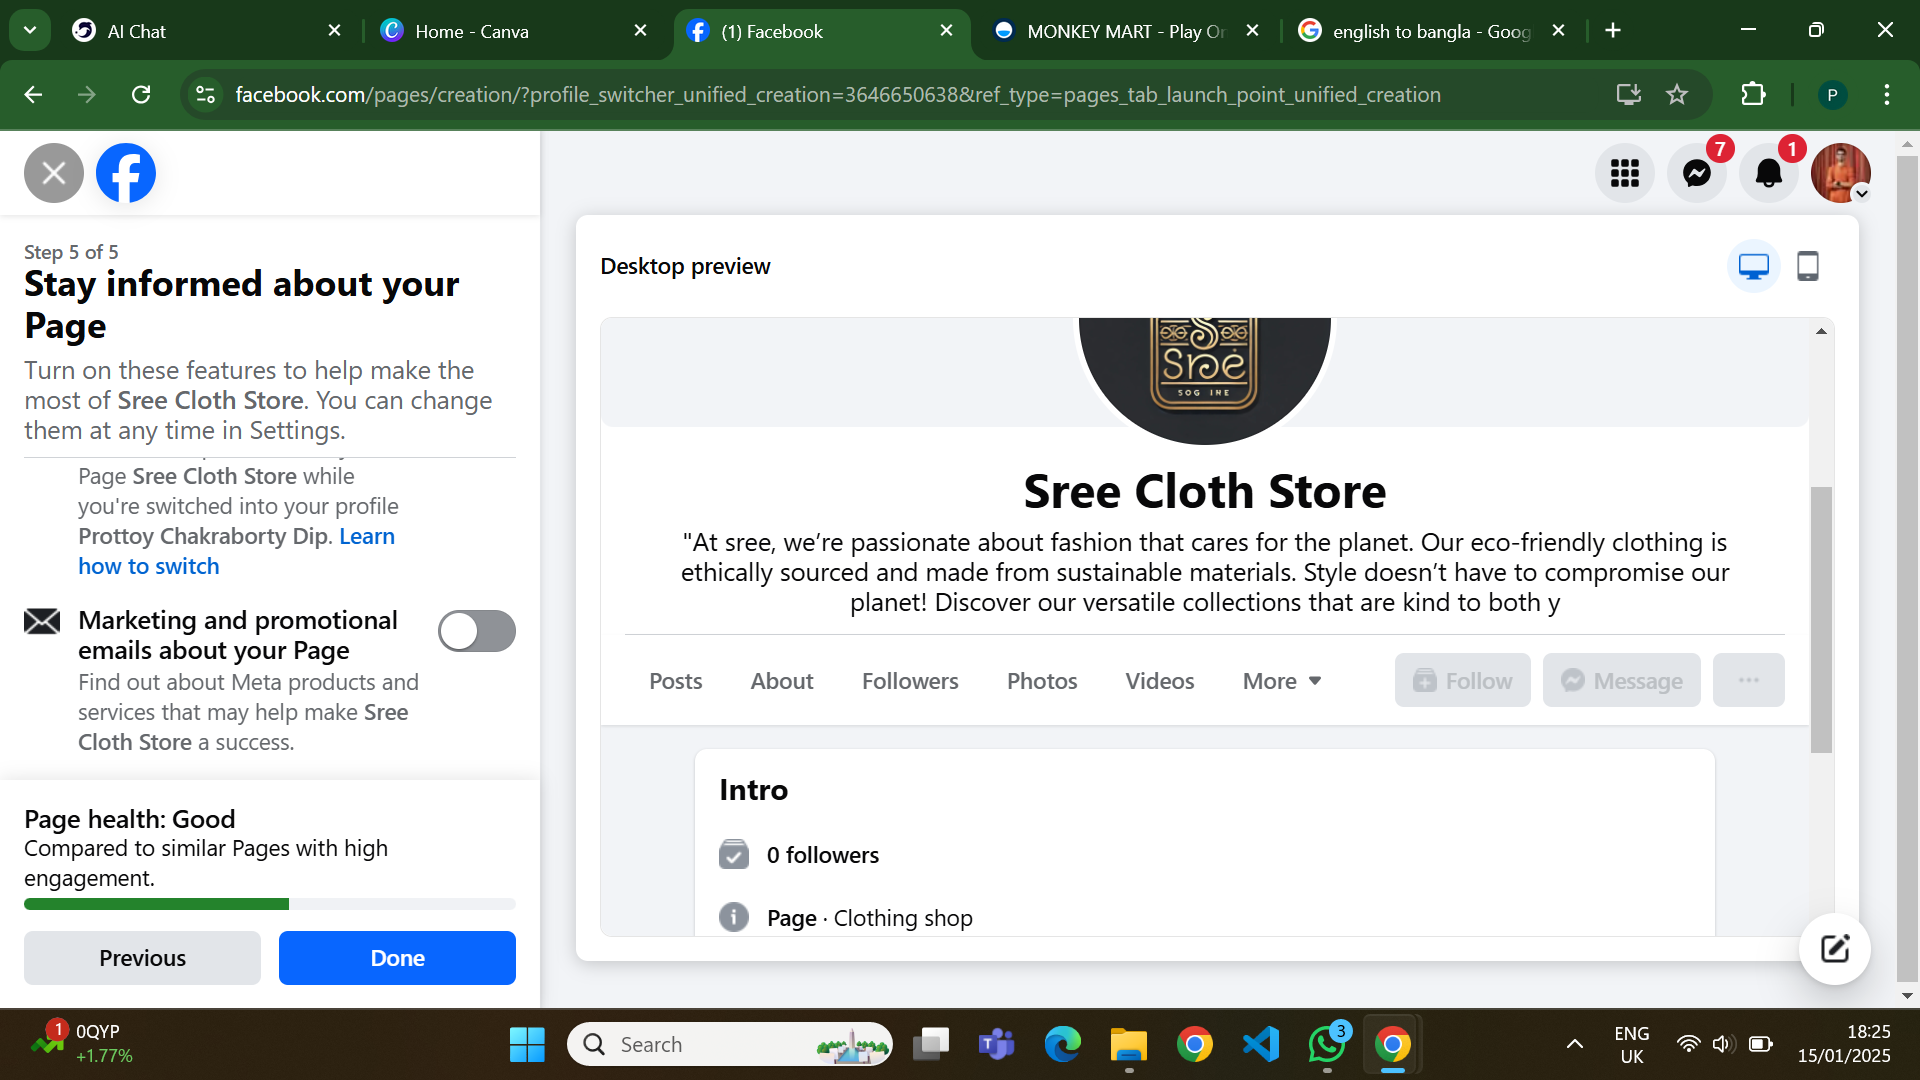 AI Chat
Home - Canva
(1) Facebook
MONKEY MART - Play Or
english to bangla - Goog
facebook.com/pages/creation/?profile_switcher_unified_creation=3646650638&ref_type=pages_tab_launch_point_unified_creation
P
7
1
Step 5 of 5
Stay informed about your
Page
Turn on these features to help make the
most of Sree Cloth Store. You can change
them at any time in Settings.
Page Sree Cloth Store while
you're switched into your profile
Prottoy Chakraborty Dip. Learn
how to switch
Marketing and promotional
emails about your Page
Find out about Meta products and
services that may help make Sree
Cloth Store a success.
Page health: Good
Compared to similar Pages with high
engagement.
Previous
Done
Desktop preview
SOG INE
Sree Cloth Store
"At sree, we’re passionate about fashion that cares for the planet. Our eco-friendly clothing is
ethically sourced and made from sustainable materials. Style doesn’t have to compromise our
planet! Discover our versatile collections that are kind to both y
Posts
About
Followers
Photos
Videos
More
Follow
Message
Intro
0 followers
Page · Clothing shop
1
0QYP
+1.77%
Search
3
ENG
UK
18:25
15/01/2025